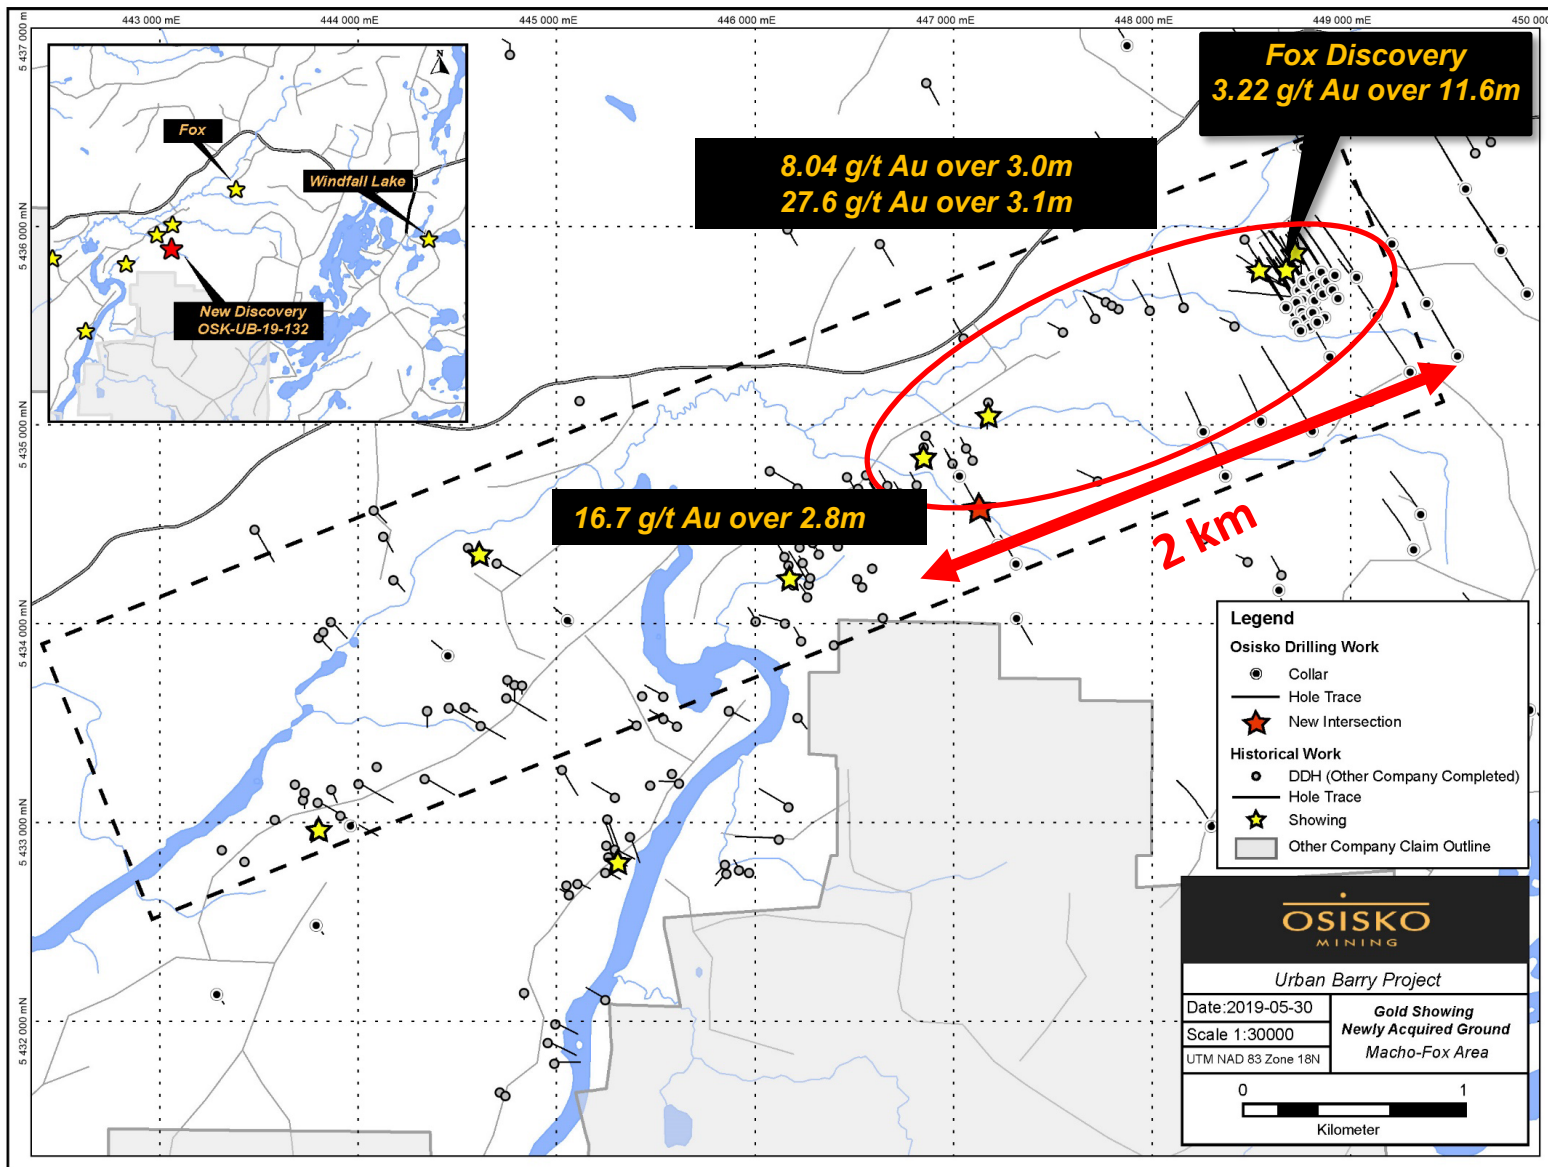 443 000 mE
444 000 mE
445 000 mE
446 000 mE
447 000 mE
448 000 mE
449 000 mE
450 000
5 437 000 m
5 436 000 mN
5 435 000 mN
5 434 000 mN
5 433 000 mN
5 432 000 mN
N
Fox
Windfall Lake
New Discovery
OSK-UB-19-132
Fox Discovery
3.22 g/t Au over 11.6m
8.04 g/t Au over 3.0m
27.6 g/t Au over 3.1m
16.7 g/t Au over 2.8m
2 km
Legend
Osisko Drilling Work
Collar
Hole Trace
New Intersection
Historical Work
DDH (Other Company Completed)
Hole Trace
Showing
Other Company Claim Outline
OSISKO
MINING
Urban Barry Project
Date:2019-05-30
Scale 1:30000
UTM NAD 83 Zone 18N
Gold Showing
Newly Acquired Ground
Macho-Fox Area
0 1
Kilometer